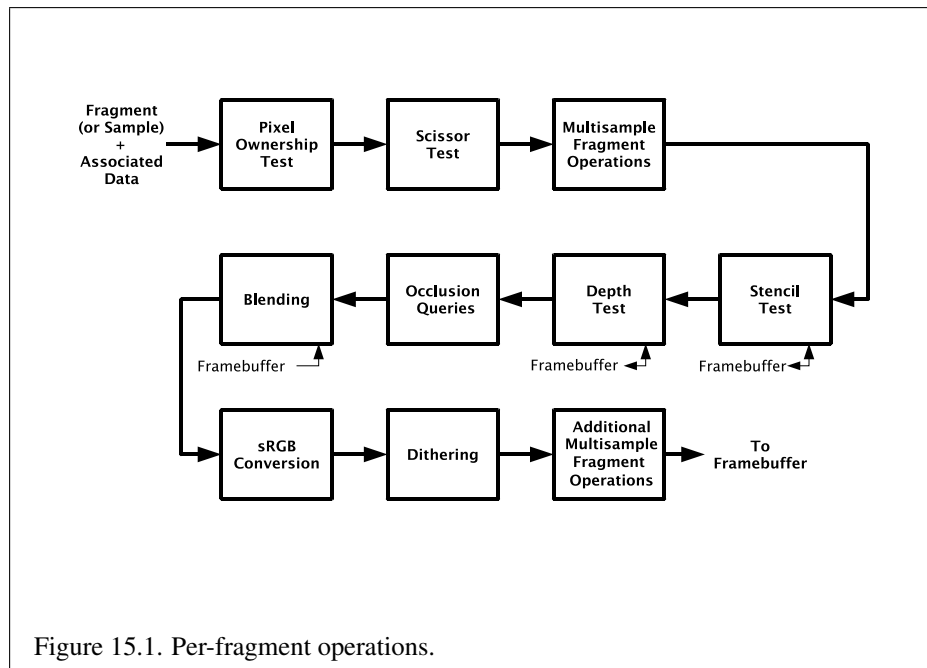 Fragment
(or Sample)
+
Associated
Data
Pixel
Ownership
Test
Scissor
Test
Multisample
Fragment
Operations
Blending
Occlusion
Queries
Depth
Test
Stencil
Test
Framebuffer
Framebuffer
Framebuffer
sRGB
Conversion
Dithering
Additional
Multisample
Fragment
Operations
To
Framebuffer
Figure 15.1. Per-fragment operations.